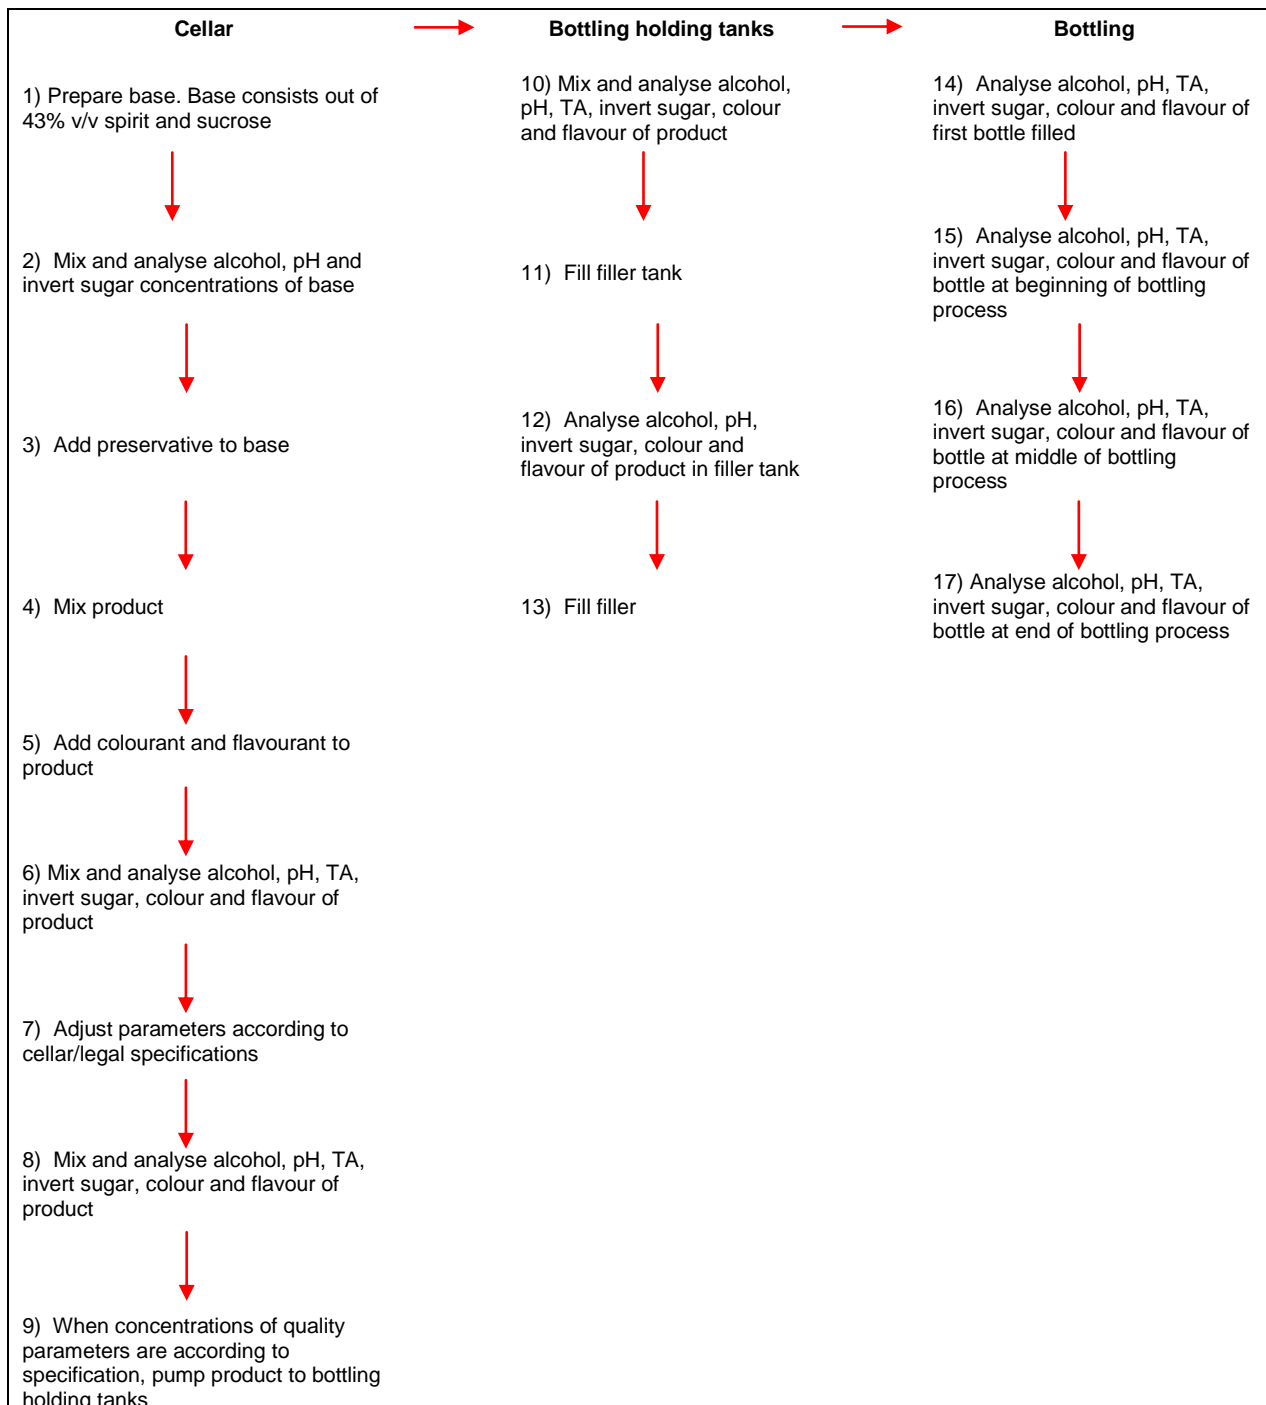 Cellar
Bottling holding tanks
Bottling
1) Prepare base. Base consists out of
43% v/v spirit and sucrose
2) Mix and analyse alcohol, pH and
invert sugar concentrations of base
3) Add preservative to base
4) Mix product
5) Add colourant and flavourant to
product
6) Mix and analyse alcohol, pH, TA,
invert sugar, colour and flavour of
product
7) Adjust parameters according to
cellar/legal specifications
8) Mix and analyse alcohol, pH, TA,
invert sugar, colour and flavour of
product
9) When concentrations of quality
parameters are according to
specification, pump product to bottling
holding tanks
10) Mix and analyse alcohol,
pH, TA, invert sugar, colour
and flavour of product
11) Fill filler tank
12) Analyse alcohol, pH,
invert sugar, colour and
flavour of product in filler tank
13) Fill filler
14) Analyse alcohol, pH, TA,
invert sugar, colour and flavour of
first bottle filled
15) Analyse alcohol, pH, TA,
invert sugar, colour and flavour of
bottle at beginning of bottling
process
16) Analyse alcohol, pH, TA,
invert sugar, colour and flavour of
bottle at middle of bottling
process
17) Analyse alcohol, pH, TA,
invert sugar, colour and flavour of
bottle at end of bottling process